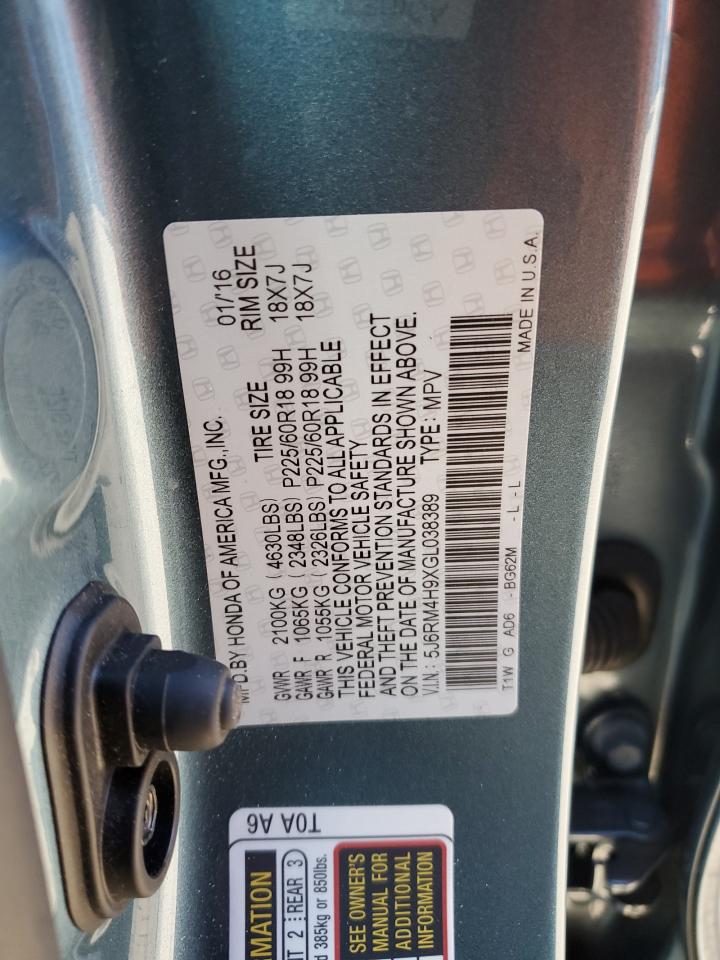 MFD.BY HONDA OF AMERICA MFG.,INC. 01/'16
TIRE SIZE RIM SIZE
GVWR 2100KG ( 4630LBS)
GAWR F 1065KG ( 2348LBS) P225/60R18 99H 18X7J
GAWR R 1055KG ( 2326LBS) P225/60R18 99H 18X7J
THIS VEHICLE CONFORMS TO ALL APPLICABLE
FEDERAL MOTOR VEHICLE SAFETY
AND THEFT PREVENTION STANDARDS IN EFFECT
ON THE DATE OF MANUFACTURE SHOWN ABOVE.
V.I.N.: 5J6RM4H9XGL038389 TYPE: MPV
T1W G AD6 -BG62M -L -L
MADE IN U.S.A.
T0A A6
REAR 3
385kg or 850lbs.
SEE OWNER'S
MANUAL FOR
ADDITIONAL
INFORMATION